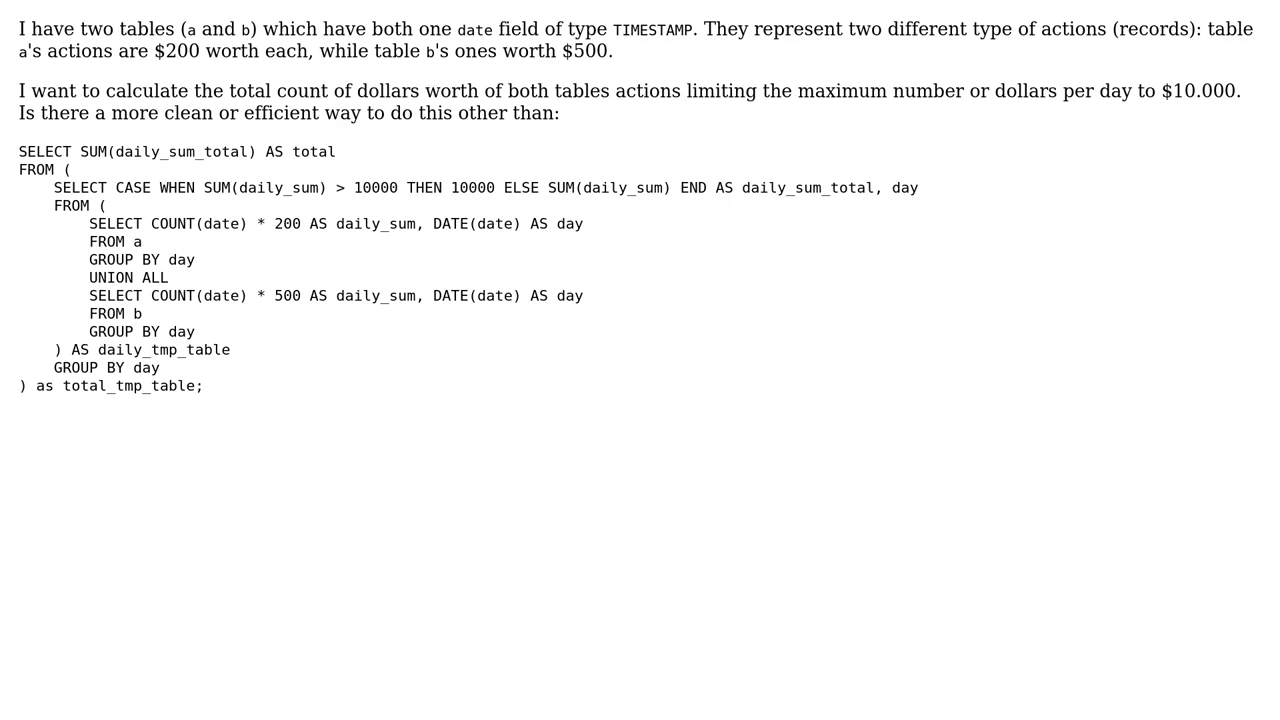 I have two tables (a and b) which have both one date field of type TIMESTAMP. They represent two different type of actions (records): table
a's actions are $200 worth each, while table b's ones worth $500.
I want to calculate the total count of dollars worth of both tables actions limiting the maximum number or dollars per day to $10.000.
Is there a more clean or efficient way to do this other than:
SELECT SUM(daily_sum_total) AS total
FROM (
    SELECT CASE WHEN SUM(daily_sum) > 10000 THEN 10000 ELSE SUM(daily_sum) END AS daily_sum_total, day
    FROM (
        SELECT COUNT(date) * 200 AS daily_sum, DATE(date) AS day
        FROM a
        GROUP BY day
        UNION ALL
        SELECT COUNT(date) * 500 AS daily_sum, DATE(date) AS day
        FROM b
        GROUP BY day
    ) AS daily_tmp_table
    GROUP BY day
) as total_tmp_table;